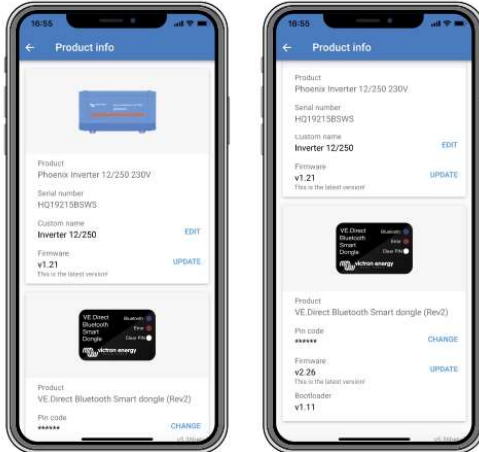 16:55
Product info
Product
Phoenix Inverter 12/250 230V
Serial number
HQ19215BSWS
Custom name
Inverter 12/250
EDIT
Firmware
v1.21
UPDATE
This is the latest version!
VE.Direct
Bluetooth
Smart
Dongle
Bluetooth
Error
Clear PIN
victron energy
Product
VE.Direct Bluetooth Smart dongle (Rev2)
Pin code
******
CHANGE
16:55
Product info
Product
Phoenix Inverter 12/250 230V
Serial number
HQ19215BSWS
Custom name
Inverter 12/250
EDIT
Firmware
v1.21
UPDATE
This is the latest version!
VE.Direct
Bluetooth
Smart
Dongle
Bluetooth
Error
Clear PIN
victron energy
Product
VE.Direct Bluetooth Smart dongle (Rev2)
Pin code
******
CHANGE
Firmware
v2.26
UPDATE
This is the latest version!
Bootloader
v1.11